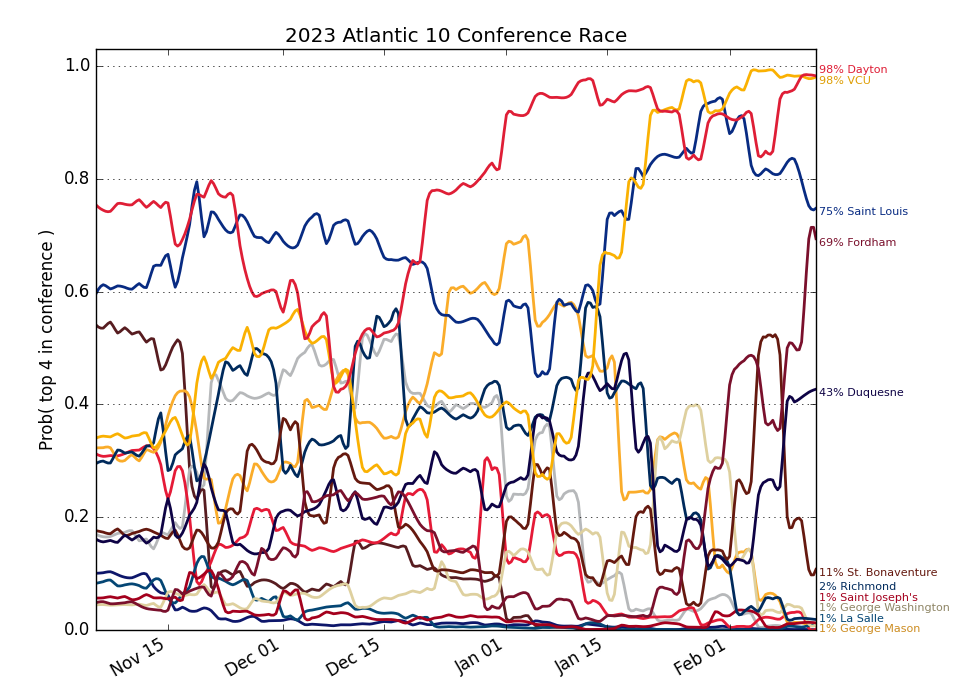 2023 Atlantic 10 Conference Race
Prob( top 4 in conference )
1.0
0.8
0.6
0.4
0.2
0.0
Nov 15
Dec 01
Dec 15
Jan 01
Jan 15
Feb 01
98% Dayton
98% VCU
75% Saint Louis
69% Fordham
43% Duquesne
11% St. Bonaventure
2% Richmond
1% Saint Joseph's
1% George Washington
1% La Salle
1% George Mason